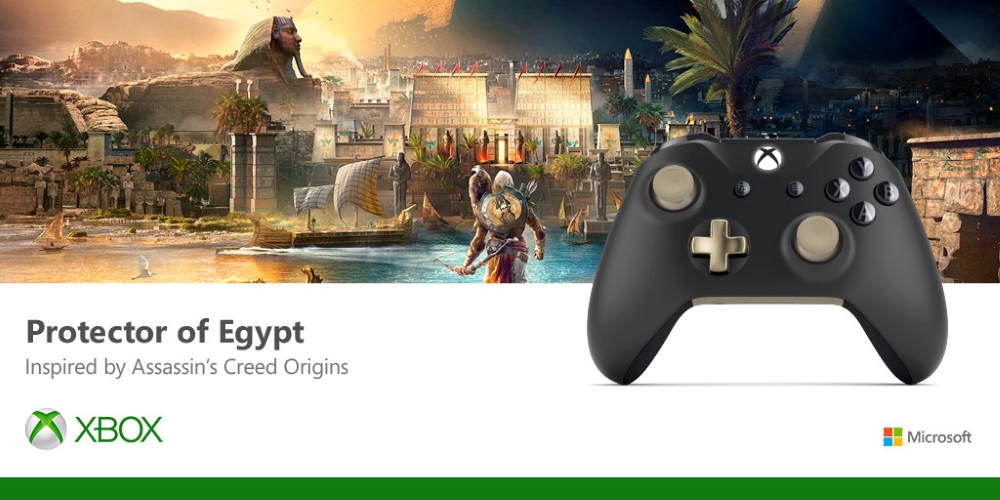 Y
X
B
A
Protector of Egypt
Inspired by Assassin's Creed Origins
XBOX
Microsoft